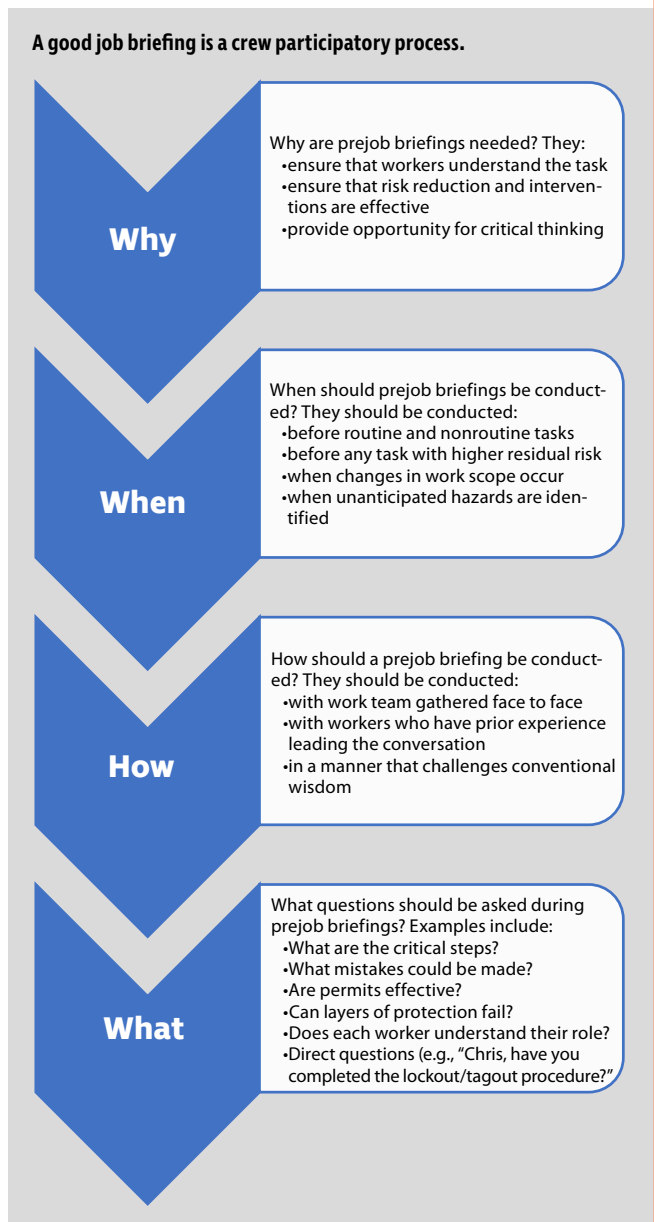 A good job briefing is a crew participatory process.
Why
Why are prejob briefings needed? They:
•ensure that workers understand the task
•ensure that risk reduction and interven-
tions are effective
•provide opportunity for critical thinking
When
When should prejob briefings be conduct-
ed? They should be conducted:
•before routine and nonroutine tasks
•before any task with higher residual risk
•when changes in work scope occur
•when unanticipated hazards are iden-
tified
How
How should a prejob briefing be conduct-
ed? They should be conducted:
•with work team gathered face to face
•with workers who have prior experience
leading the conversation
•in a manner that challenges conventional
wisdom
What
What questions should be asked during
prejob briefings? Examples include:
•What are the critical steps?
•What mistakes could be made?
•Are permits effective?
•Can layers of protection fail?
•Does each worker understand their role?
•Direct questions (e.g., “Chris, have you
completed the lockout/tagout procedure?”